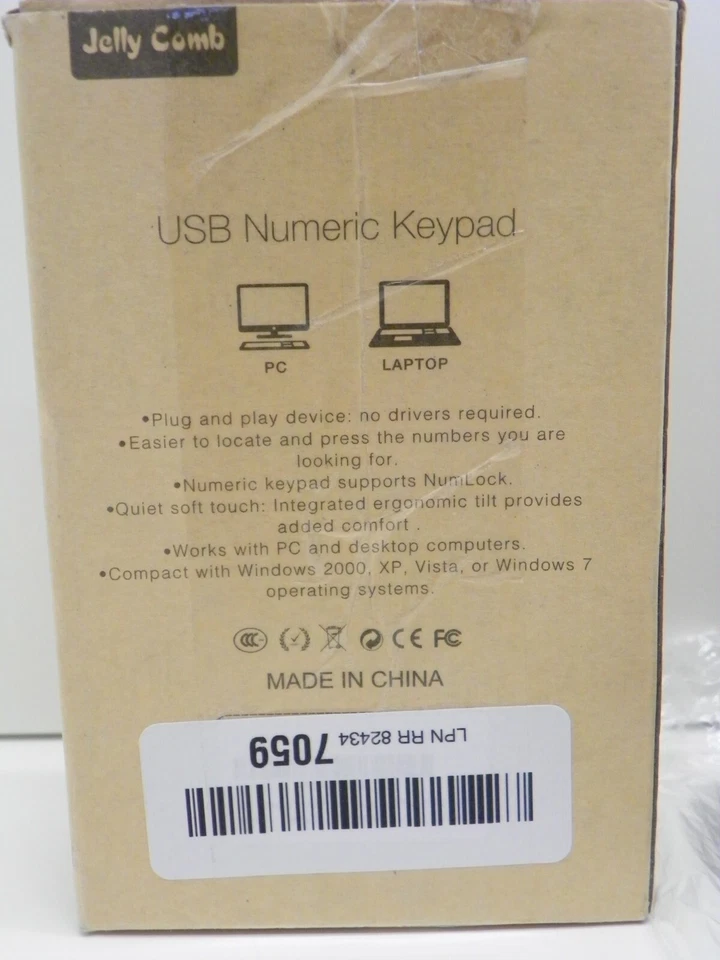 Jelly Comb
USB Numeric Keypad
PC
LAPTOP
•Plug and play device: no drivers required.
•Easier to locate and press the numbers you are
looking for.
•Numeric keypad supports NumLock.
•Quiet soft touch: Integrated ergonomic tilt provides
added comfort .
•Works with PC and desktop computers.
•Compact with Windows 2000, XP, Vista, or Windows 7
operating systems.
CCC CE FC
MADE IN CHINA
LPN RR 82434 7059